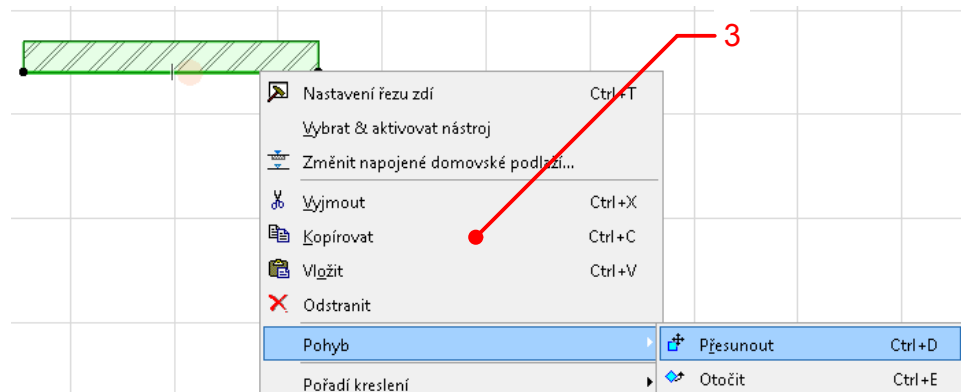 3
Nastavení řezu zdí Ctrl+T
Vybrat & aktivovat nástroj
Změnit napojené domovské podlaží...
Vyjmout Ctrl+X
Kopírovat Ctrl+C
Vložit Ctrl+V
Odstranit
Pohyb
Přesunout Ctrl+D
Pořadí kreslení
Otočit Ctrl+E